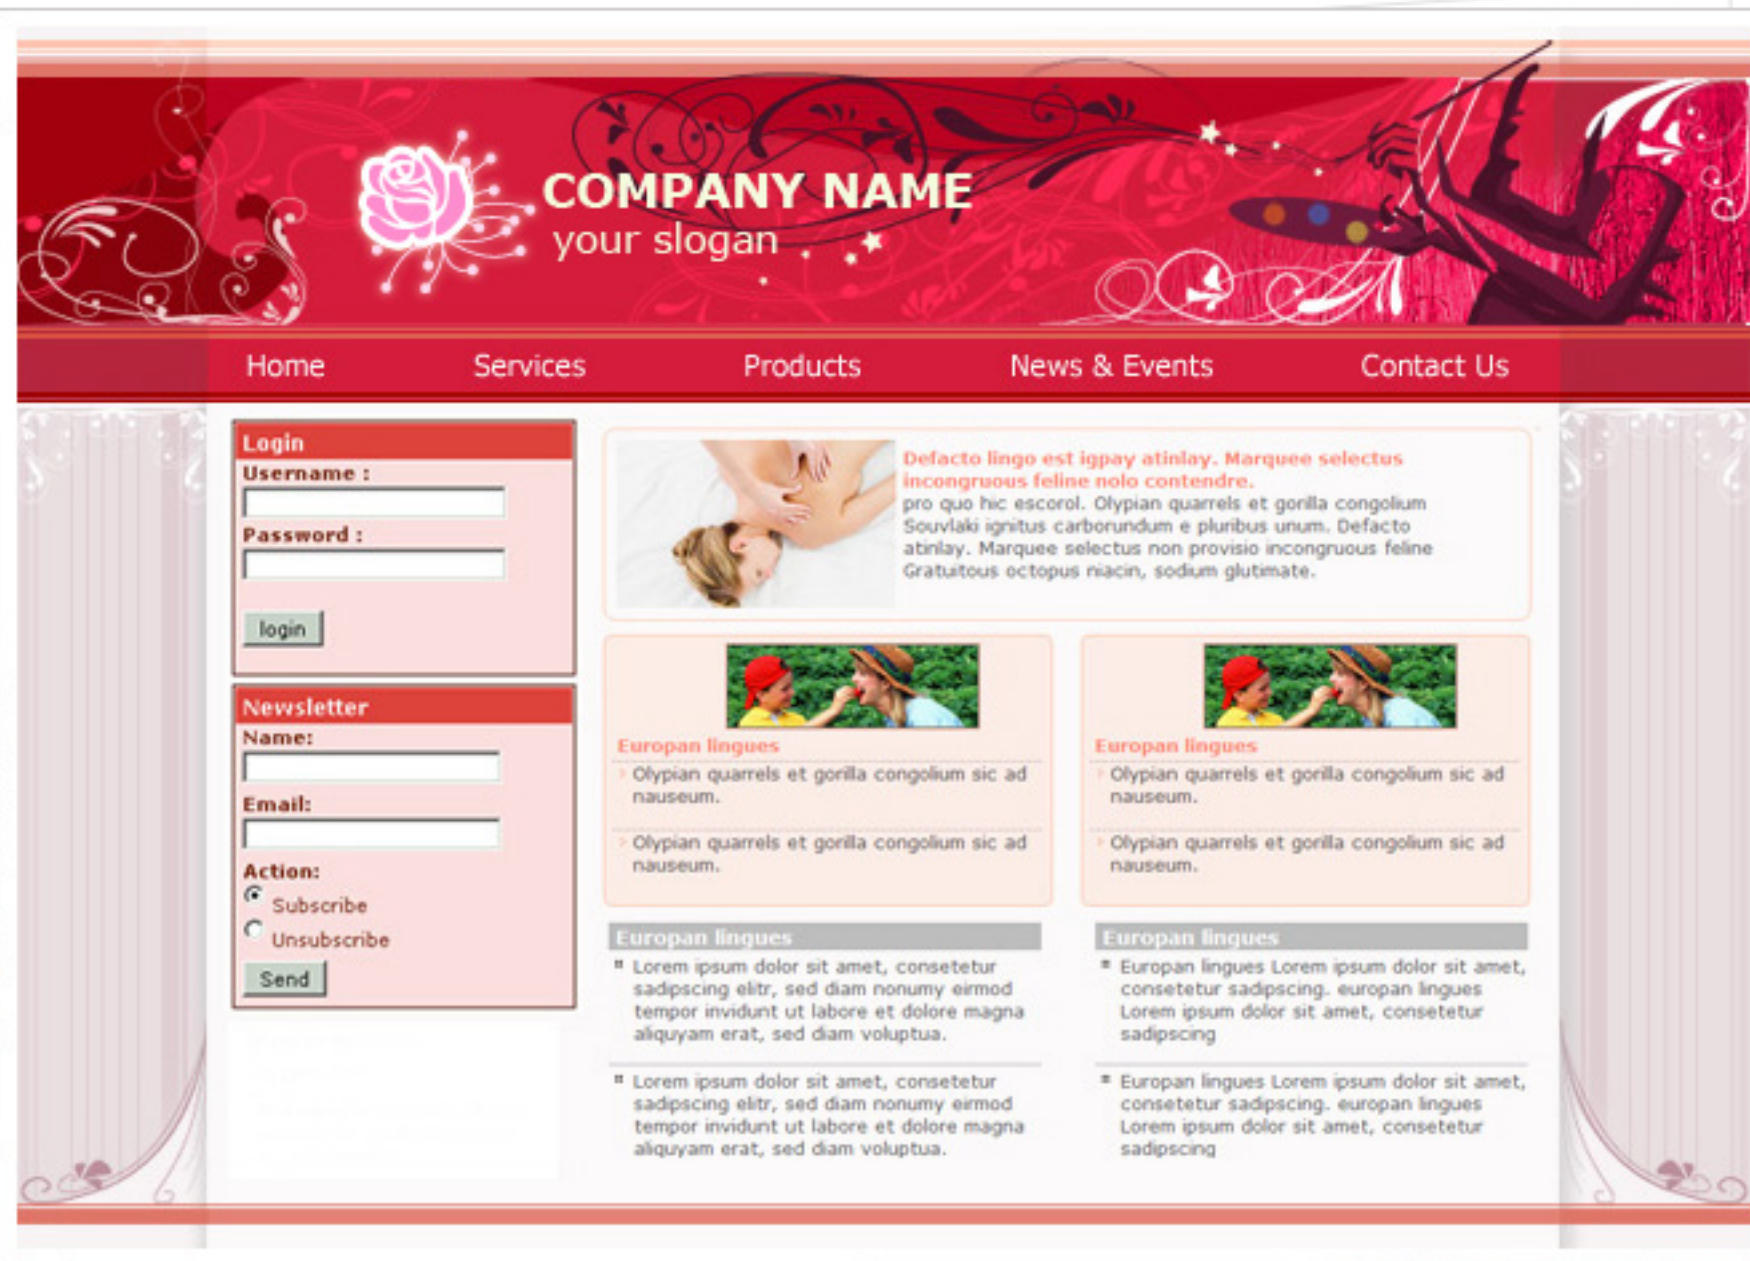 COMPANY NAME
your slogan
Home
Services
Products
News & Events
Contact Us
Login
Username :
Password :
login
Newsletter
Name:
Email:
Action:
Subscribe
Unsubscribe
Send
Defacto lingo est igpay atinlay. Marquee selectus
incongruous feline nolo contendre.
pro quo hic escorol. Olypian quarrels et gorilla congolium
Souvlaki ignitus carborundum e pluribus unum. Defacto
atinlay. Marquee selectus non provisio incongruous feline
Gratuitous octopus niacin, sodium glutimate.
Europan lingues
Olypian quarrels et gorilla congolium sic ad
nauseum.
Olypian quarrels et gorilla congolium sic ad
nauseum.
Europan lingues
Olypian quarrels et gorilla congolium sic ad
nauseum.
Olypian quarrels et gorilla congolium sic ad
nauseum.
Europan lingues
Lorem ipsum dolor sit amet, consetetur
sadipscing elitr, sed diam nonumy eirmod
tempor invidunt ut labore et dolore magna
aliquyam erat, sed diam voluptua.
Lorem ipsum dolor sit amet, consetetur
sadipscing elitr, sed diam nonumy eirmod
tempor invidunt ut labore et dolore magna
aliquyam erat, sed diam voluptua.
Europan lingues
Europan lingues Lorem ipsum dolor sit amet,
consetetur sadipscing. europan lingues
Lorem ipsum dolor sit amet, consetetur
sadipscing
Europan lingues Lorem ipsum dolor sit amet,
consetetur sadipscing. europan lingues
Lorem ipsum dolor sit amet, consetetur
sadipscing